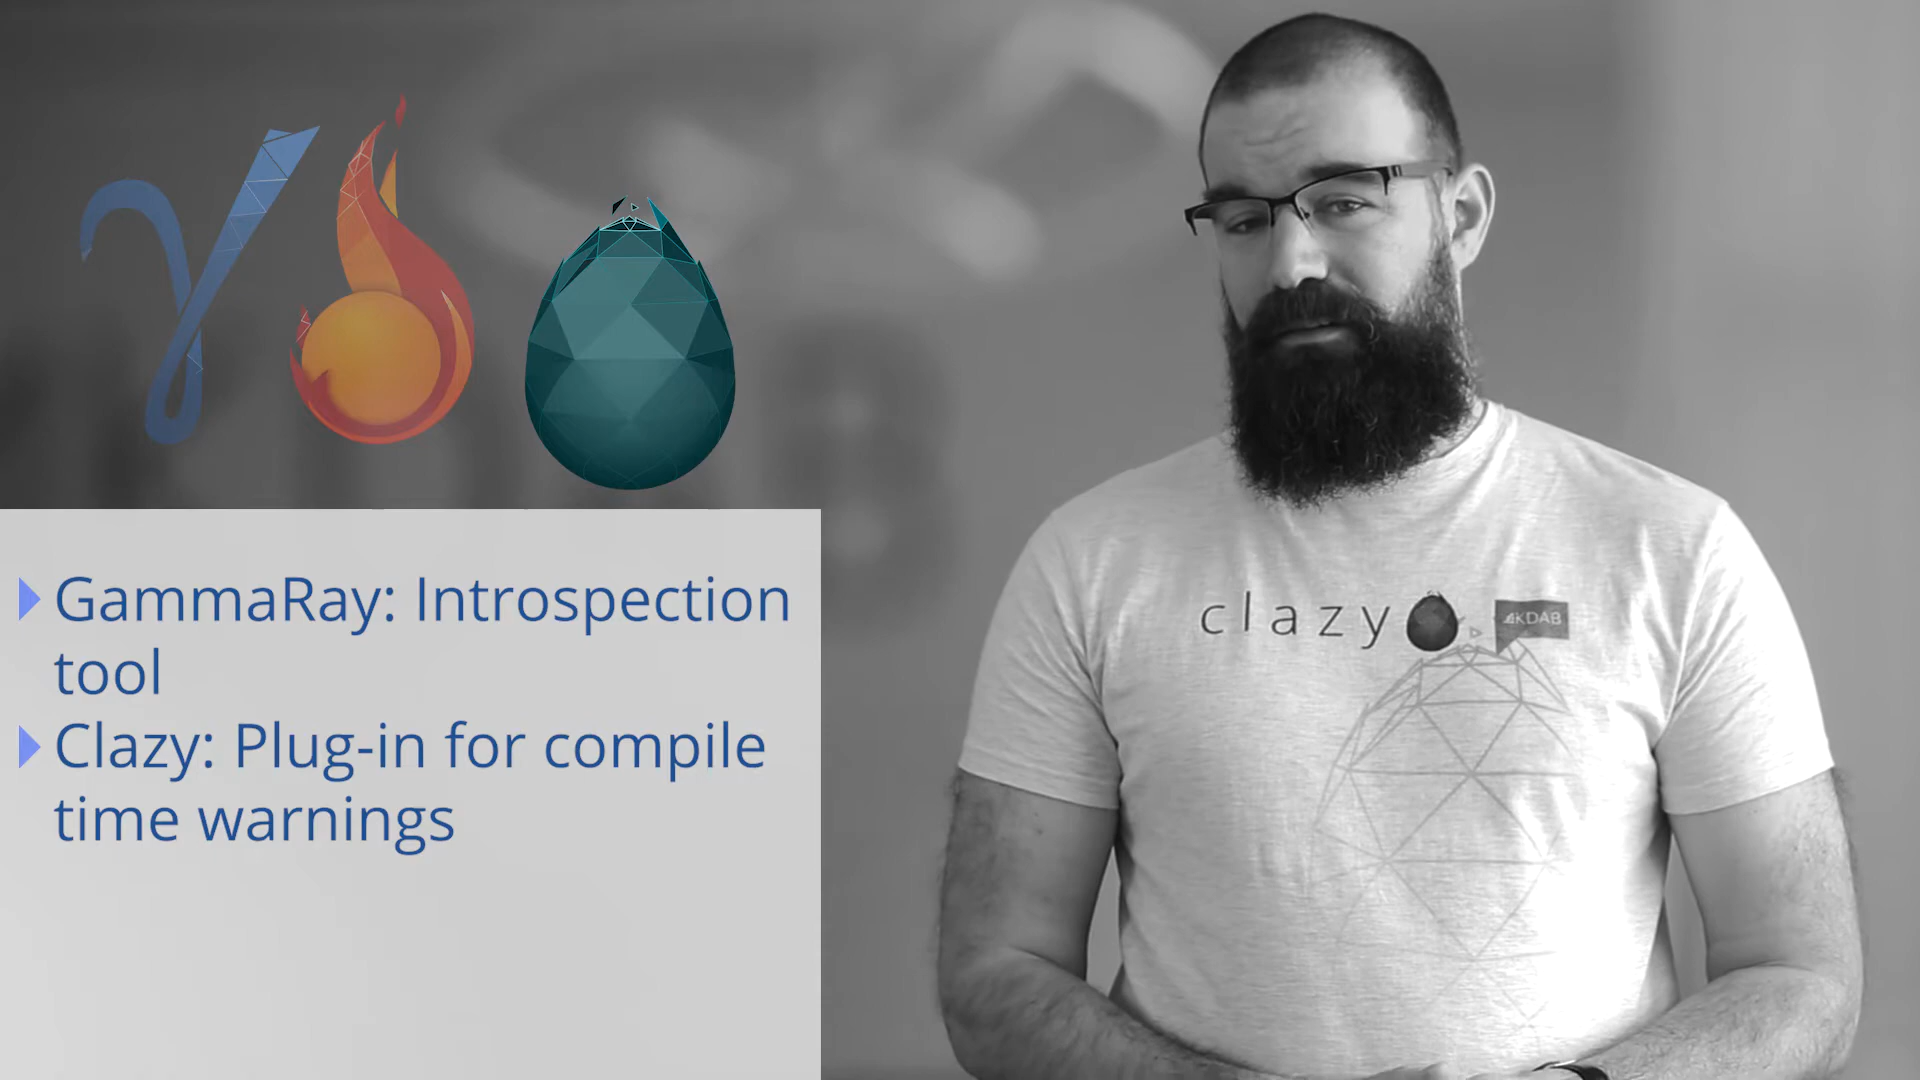 GammaRay: Introspection
tool
Clazy: Plug-in for compile
time warnings
clazy
KDAB